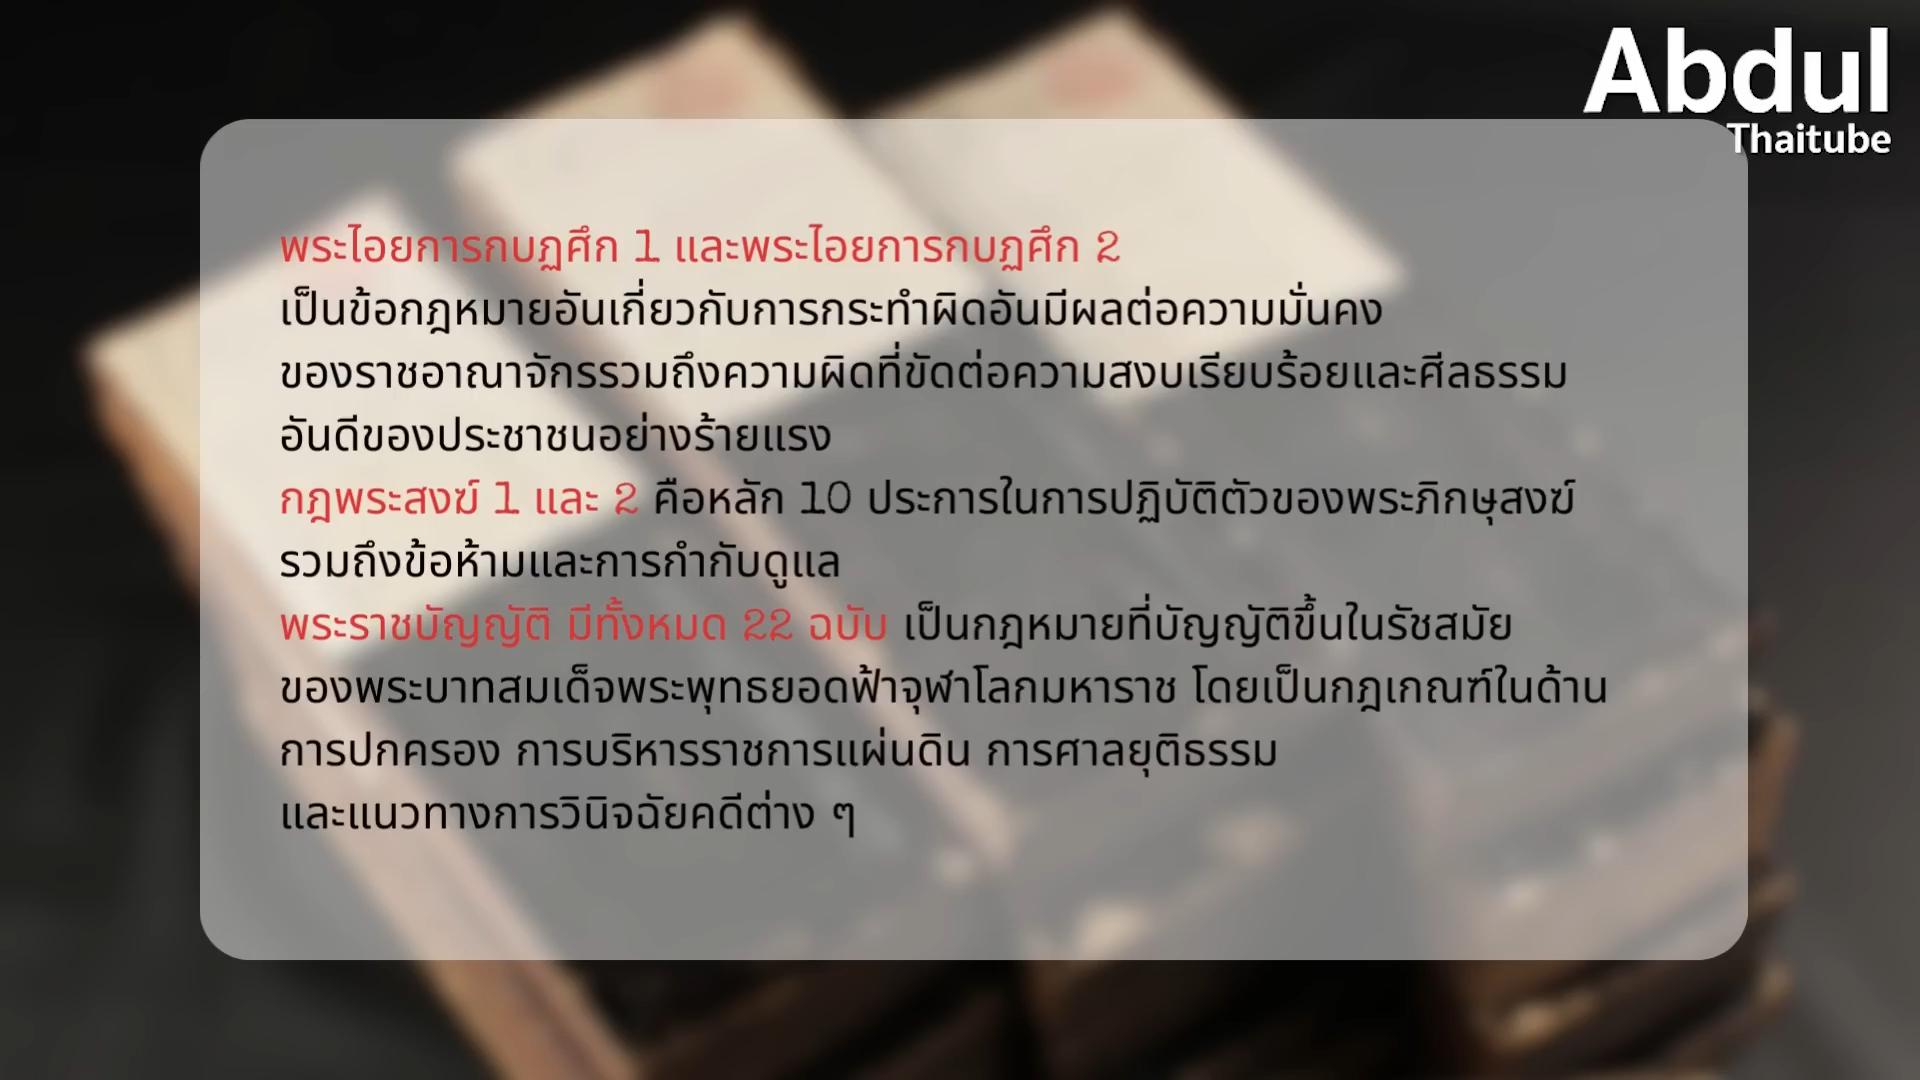 Abdul
Thaitube
พระไอยการกบฏศึก 1 และพระไอยการกบฏศึก 2
เป็นข้อกฎหมายอันเกี่ยวกับการกระทำผิดอันมีผลต่อความมั่นคง
ของราชอาณาจักรรวมถึงความผิดที่ขัดต่อความสงบเรียบร้อยและศีลธรรม
อันดีของประชาชนอย่างร้ายแรง
กฎพระสงฆ์ 1 และ 2 คือหลัก 10 ประการในการปฏิบัติตัวของพระภิกษุสงฆ์
รวมถึงข้อห้ามและการกำกับดูแล
พระราชบัญญัติ มีทั้งหมด 22 ฉบับ เป็นกฎหมายที่บัญญัติขึ้นในรัชสมัย
ของพระบาทสมเด็จพระพุทธยอดฟ้าจุฬาโลกมหาราช โดยเป็นกฎเกณฑ์ในด้าน
การปกครอง การบริหารราชการแผ่นดิน การศาลยุติธรรม
และแนวทางการวินิจฉัยคดีต่าง ๆ